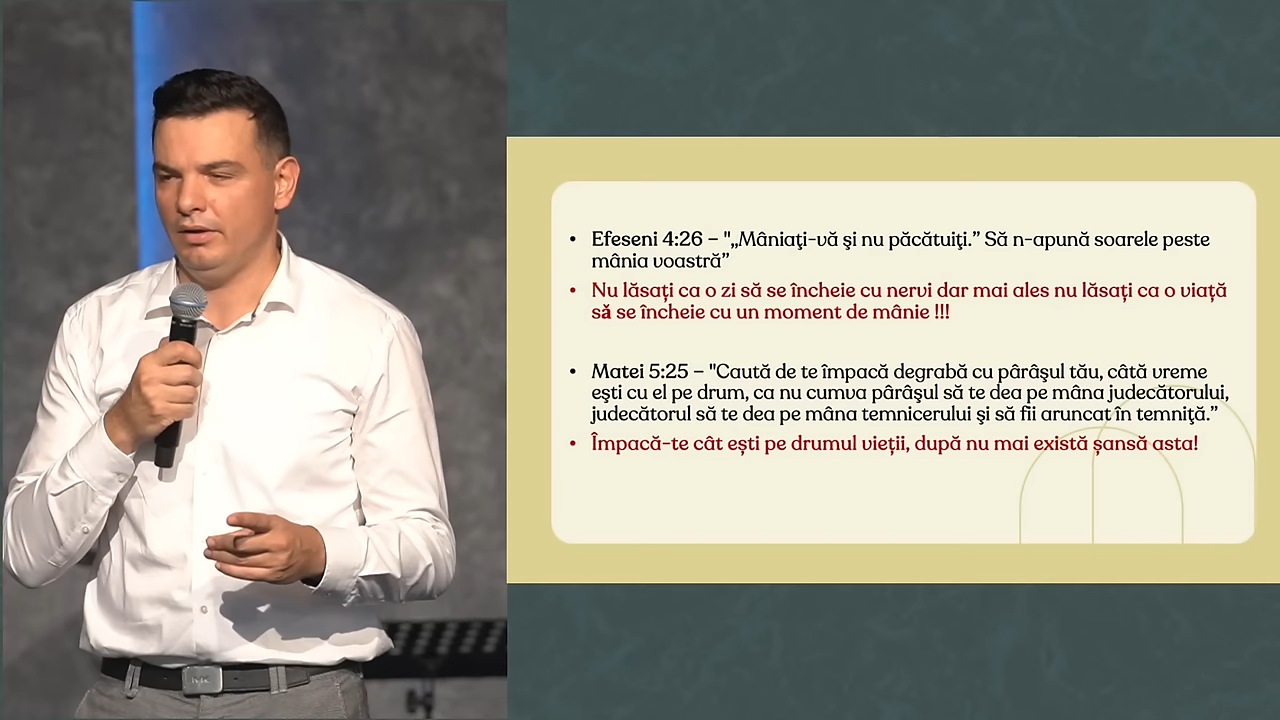 Efeseni 4:26 – "„Mâniaţi-vă şi nu păcătuiţi.” Să n-apună soarele peste
mânia voastră”
Nu lăsați ca o zi să se încheie cu nervi dar mai ales nu lăsați ca o viață
să se încheie cu un moment de mânie !!!
Matei 5:25 – "Caută de te împacă degrabă cu pârâşul tău, câtă vreme
eşti cu el pe drum, ca nu cumva pârâşul să te dea pe mâna judecătorului,
judecătorul să te dea pe mâna temnicerului şi să fii aruncat în temniţă.”
Împacă-te cât ești pe drumul vieții, după nu mai există șansă asta!